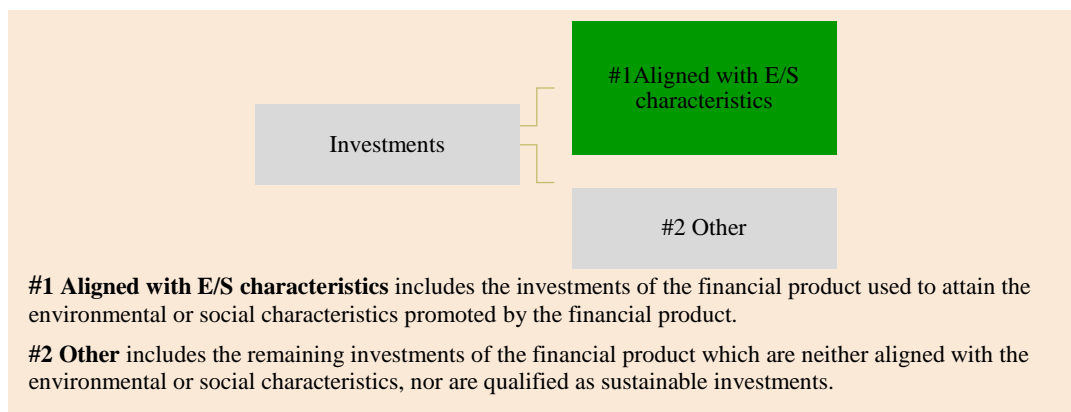 #1Aligned with E/S
characteristics
Investments
#2 Other
#1 Aligned with E/S characteristics includes the investments of the financial product used to attain the
environmental or social characteristics promoted by the financial product.
#2 Other includes the remaining investments of the financial product which are neither aligned with the
environmental or social characteristics, nor are qualified as sustainable investments.